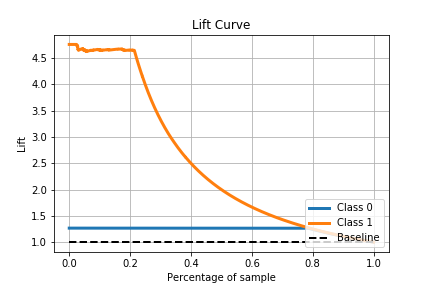 Lift Curve
Lift
4.5
4.0
3.5
3.0
2.5
2.0
1.5
1.0
0.0 0.2 0.4 0.6 0.8 1.0
Percentage of sample
Class 0
Class 1
Baseline